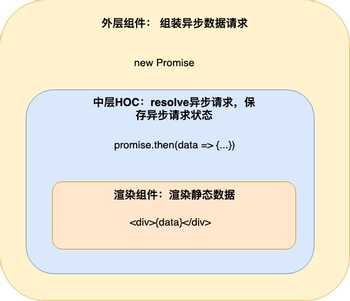 外层组件： 组装异步数据请求
new Promise
中层HOC：resolve异步请求，保
存异步请求状态
promise.then(data => {...})
渲染组件：渲染静态数据
<div>{data}</div>